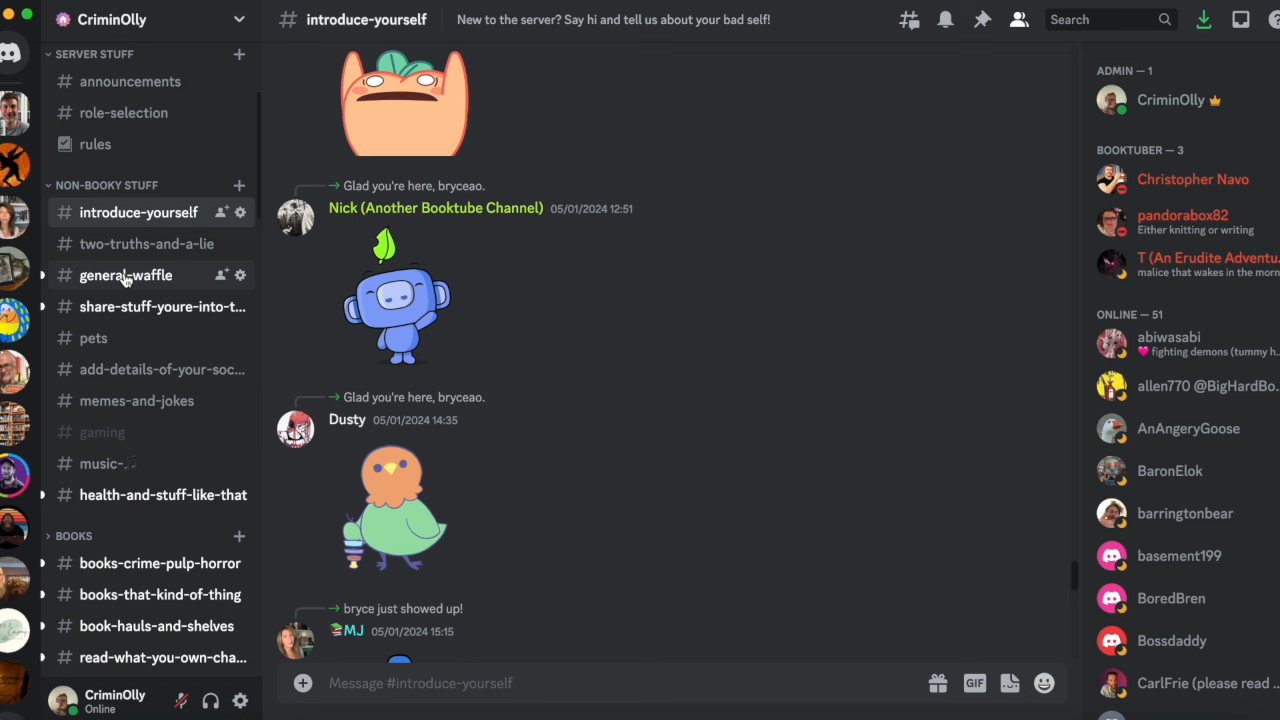 CriminOlly
SERVER STUFF
announcements
role-selection
rules
NON-BOOKY STUFF
introduce-yourself
two-truths-and-a-lie
general-waffle
share-stuff-youre-into-t...
pets
add-details-of-your-soc...
memes-and-jokes
gaming
music-🎵
health-and-stuff-like-that
BOOKS
books-crime-pulp-horror
books-that-kind-of-thing
book-hauls-and-shelves
read-what-you-own-cha...
CriminOlly
Online
# introduce-yourself New to the server? Say hi and tell us about your bad self!
Search
Glad you're here, bryceao.
Nick (Another Booktube Channel) 05/01/2024 12:51
Glad you're here, bryceao.
Dusty 05/01/2024 14:35
bryce just showed up!
📚MJ 05/01/2024 15:15
Message #introduce-yourself
GIF
ADMIN — 1
CriminOlly
BOOKTUBER — 3
Christopher Navo
pandorabox82
Either knitting or writing
T (An Erudite Adventu...
malice that wakes in the morn
ONLINE — 51
abiwasabi
💗 fighting demons (tummy h...
allen770 @BigHardBo...
AnAngeryGoose
BaronElok
barringtonbear
basement199
BoredBren
Bossdaddy
CarlFrie (please read ...